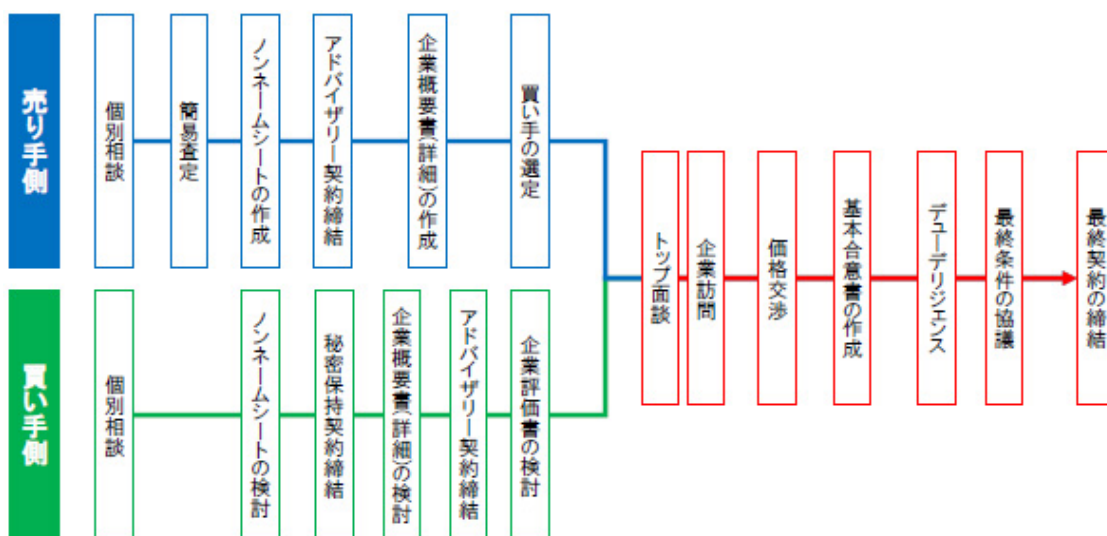 売り手側
個別相談
簡易査定
ノンネームシートの作成
アドバイザリー契約締結
企業概要書(詳細)の作成
買い手の選定
買い手側
個別相談
ノンネームシートの検討
秘密保持契約締結
企業概要書(詳細)の検討
アドバイザリー契約締結
企業評価書の検討
トップ面談
企業訪問
価格交渉
基本合意書の作成
デューデリジェンス
最終条件の協議
最終契約の締結